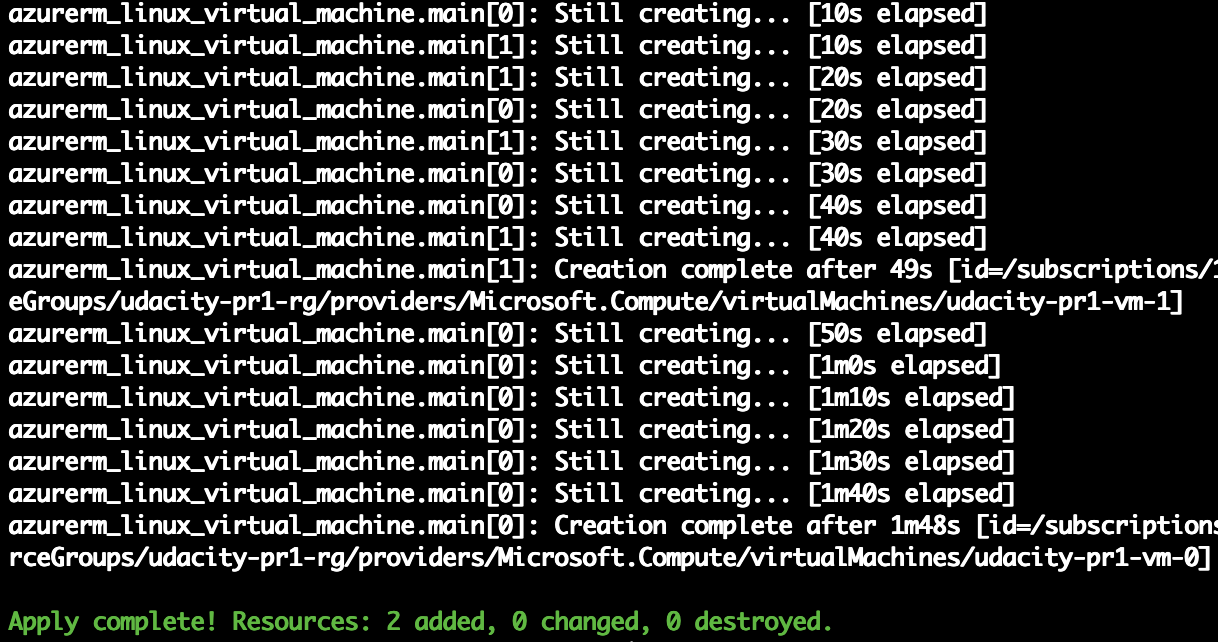 azurerm_linux_virtual_machine.main[0]: Still creating... [10s elapsed]
azurerm_linux_virtual_machine.main[1]: Still creating... [10s elapsed]
azurerm_linux_virtual_machine.main[1]: Still creating... [20s elapsed]
azurerm_linux_virtual_machine.main[0]: Still creating... [20s elapsed]
azurerm_linux_virtual_machine.main[1]: Still creating... [30s elapsed]
azurerm_linux_virtual_machine.main[0]: Still creating... [30s elapsed]
azurerm_linux_virtual_machine.main[0]: Still creating... [40s elapsed]
azurerm_linux_virtual_machine.main[1]: Still creating... [40s elapsed]
azurerm_linux_virtual_machine.main[1]: Creation complete after 49s [id=/subscriptions/1
eGroups/udacity-pr1-rg/providers/Microsoft.Compute/virtualMachines/udacity-pr1-vm-1]
azurerm_linux_virtual_machine.main[0]: Still creating... [50s elapsed]
azurerm_linux_virtual_machine.main[0]: Still creating... [1m0s elapsed]
azurerm_linux_virtual_machine.main[0]: Still creating... [1m10s elapsed]
azurerm_linux_virtual_machine.main[0]: Still creating... [1m20s elapsed]
azurerm_linux_virtual_machine.main[0]: Still creating... [1m30s elapsed]
azurerm_linux_virtual_machine.main[0]: Still creating... [1m40s elapsed]
azurerm_linux_virtual_machine.main[0]: Creation complete after 1m48s [id=/subscriptions
rceGroups/udacity-pr1-rg/providers/Microsoft.Compute/virtualMachines/udacity-pr1-vm-0]
Apply complete! Resources: 2 added, 0 changed, 0 destroyed.